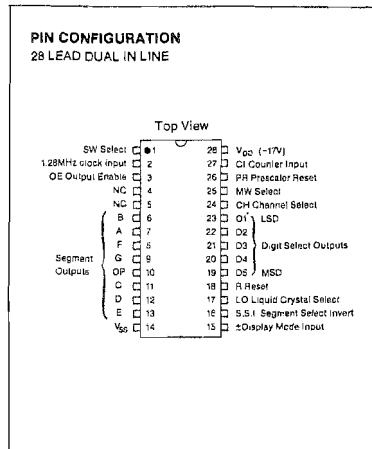 PIN CONFIGURATION
28 LEAD DUAL IN LINE
Top View
SW Select 1
1.28MHz clock input 2
OE Output Enable 3
NC 4
NC 5
B 6
A 7
F 8
G 9
Segment Outputs
OP 10
C 11
D 12
E 13
VSS 14
28 VGG (-17V)
27 CI Counter Input
26 PR Prescalor Reset
25 MW Select
24 CH Channel Select
23 D1 LSD
22 D2
21 D3 Digit Select Outputs
20 D4
19 D5 MSD
18 R Reset
17 LO Liquid Crystal Select
16 S.S.I. Segment Select Invert
15 ±Display Mode Input